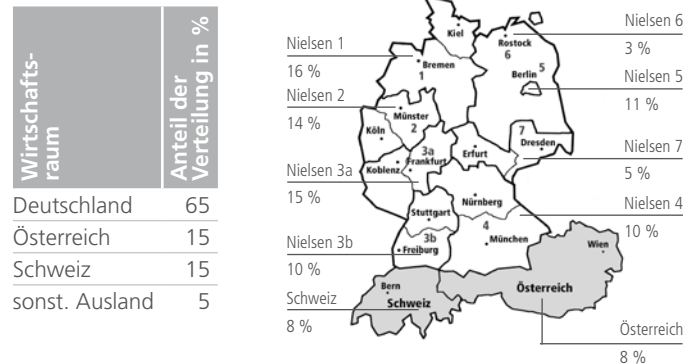 Wirtschafts-
raum
Anteil der
Verteilung in %
Deutschland 65
Österreich 15
Schweiz 15
sonst. Ausland 5
Nielsen 1
16 %
Nielsen 2
14 %
Nielsen 3a
15 %
Nielsen 3b
10 %
Schweiz
8 %
Kiel
Rostock
6
Bremen
1
5
Berlin
Münster
2
Köln
3a
Frankfurt
Koblenz
Erfurt
7
Dresden
Nürnberg
Stuttgart
4
3b
München
Freiburg
Wien
Bern
Schweiz
Österreich
Nielsen 6
3 %
Nielsen 5
11 %
Nielsen 7
5 %
Nielsen 4
10 %
Österreich
8 %